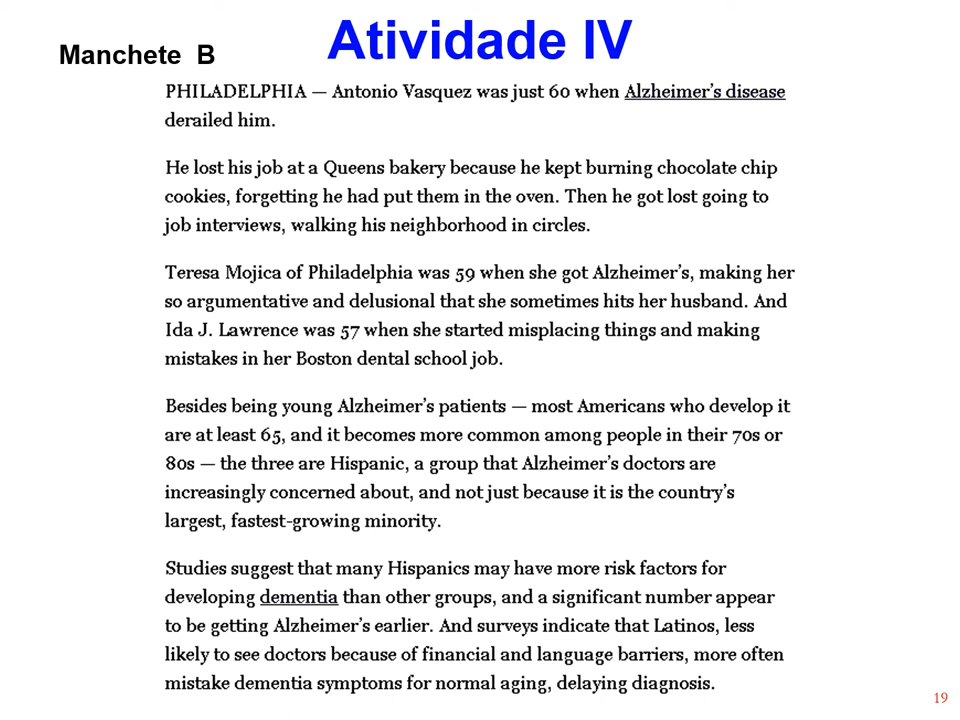 Atividade IV
Manchete B
PHILADELPHIA — Antonio Vasquez was just 60 when Alzheimer's disease
derailed him.
He lost his job at a Queens bakery because he kept burning chocolate chip
cookies, forgetting he had put them in the oven. Then he got lost going to
job interviews, walking his neighborhood in circles.
Teresa Mojica of Philadelphia was 59 when she got Alzheimer's, making her
so argumentative and delusional that she sometimes hits her husband. And
Ida J. Lawrence was 57 when she started misplacing things and making
mistakes in her Boston dental school job.
Besides being young Alzheimer's patients — most Americans who develop it
are at least 65, and it becomes more common among people in their 70s or
80s — the three are Hispanic, a group that Alzheimer's doctors are
increasingly concerned about, and not just because it is the country's
largest, fastest-growing minority.
Studies suggest that many Hispanics may have more risk factors for
developing dementia than other groups, and a significant number appear
to be getting Alzheimer's earlier. And surveys indicate that Latinos, less
likely to see doctors because of financial and language barriers, more often
mistake dementia symptoms for normal aging, delaying diagnosis.
19